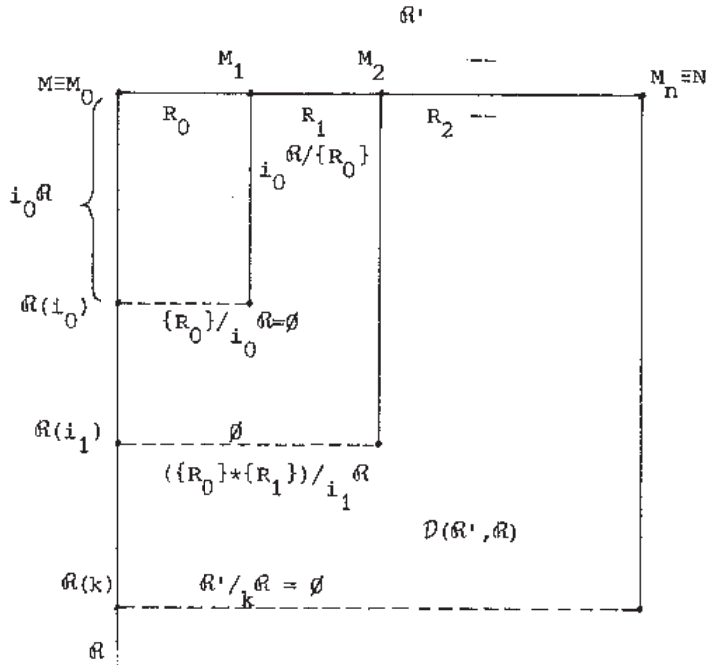 ℛ'
M₁ M₂ --
M≡M₀ Mₙ≡N
R₀ R₁ R₂ --
i₀ℛ/{R₀}
i₀ℛ
ℛ(i₀)
{R₀}/i₀ℛ=∅
ℛ(i₁) ∅
({R₀}*{R₁})/i₁ℛ
𝒟(ℛ',ℛ)
ℛ(k) ℛ'/kℛ = ∅
ℛ